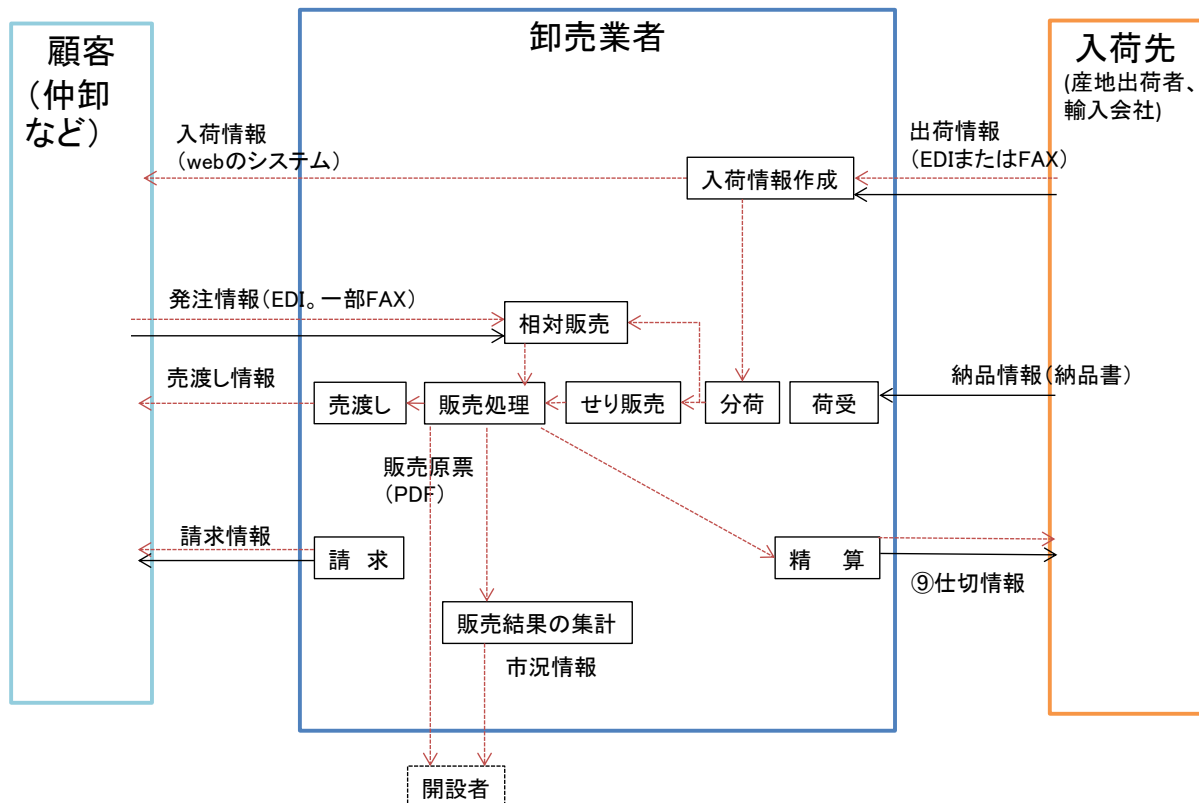 顧客
（仲卸
など）
卸売業者
入荷先
(産地出荷者、
輸入会社)
入荷情報
（webのシステム）
出荷情報
（EDIまたはFAX）
入荷情報作成
発注情報（EDI。一部FAX）
相対販売
売渡し情報
納品情報（納品書）
売渡し
販売処理
せり販売
分荷
荷受
販売原票
（PDF）
請求情報
請　求
精　算
⑨仕切情報
販売結果の集計
市況情報
開設者